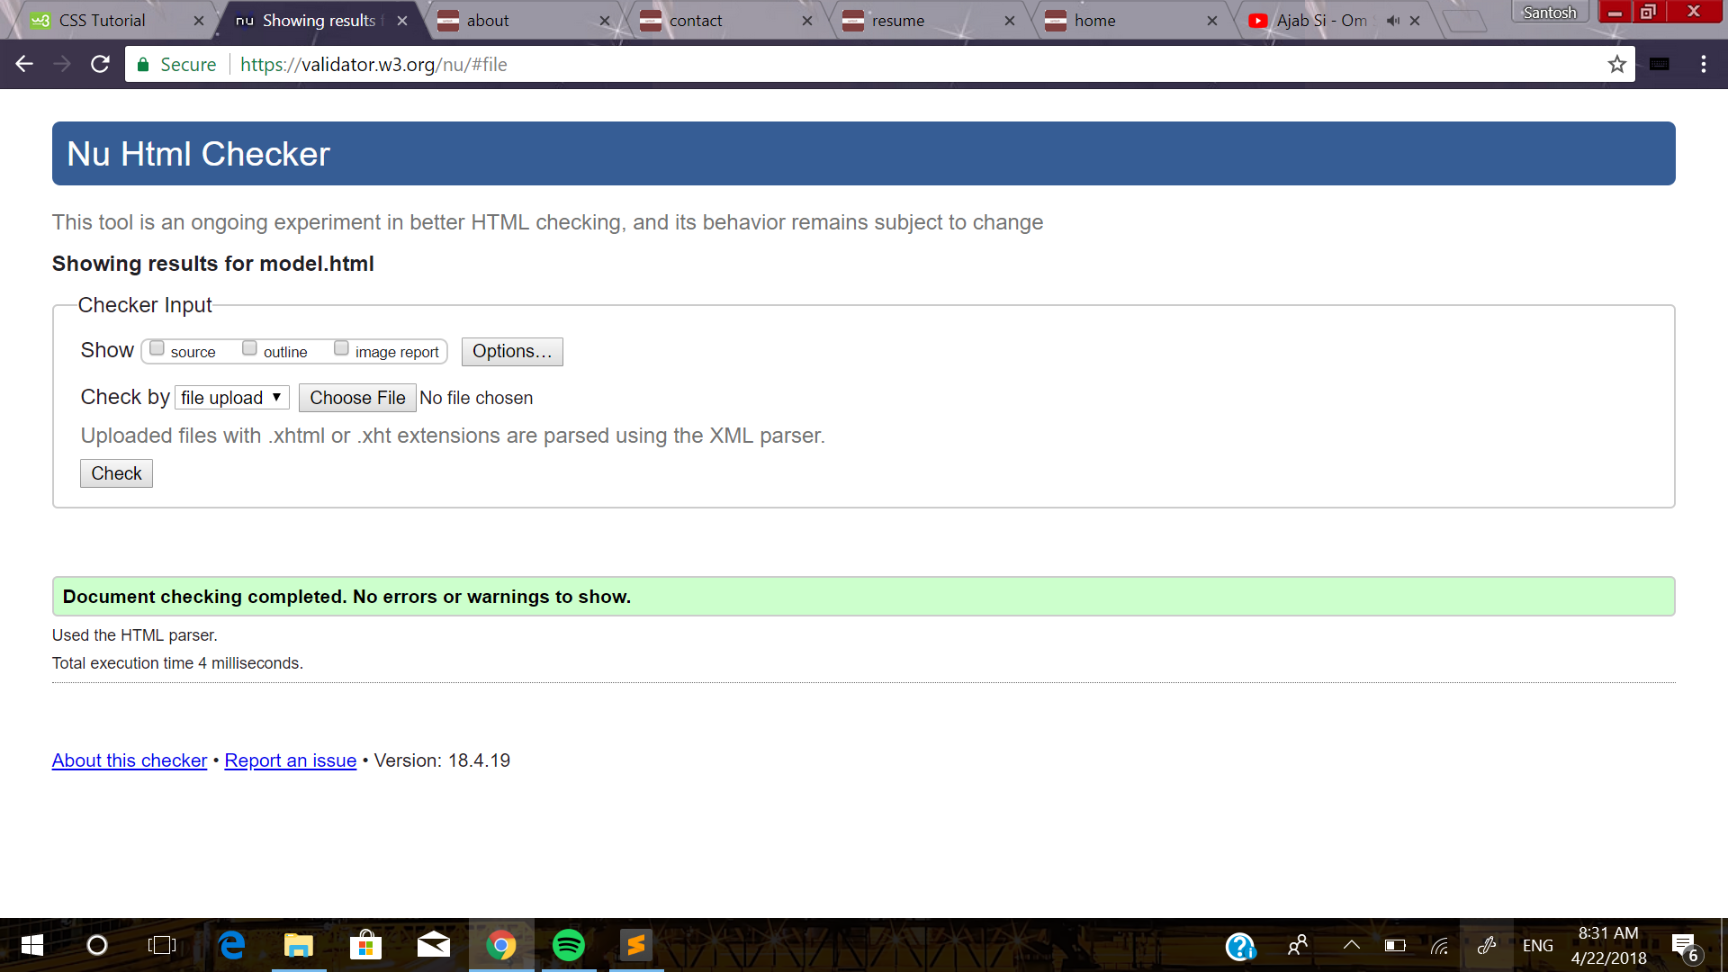 CSS Tutorial
nu Showing results
about
contact
resume
home
Ajab Si - Om
Santosh
Secure https://validator.w3.org/nu/#file
Nu Html Checker
This tool is an ongoing experiment in better HTML checking, and its behavior remains subject to change
Showing results for model.html
Checker Input
Show source outline image report Options...
Check by file upload Choose File No file chosen
Uploaded files with .xhtml or .xht extensions are parsed using the XML parser.
Check
Document checking completed. No errors or warnings to show.
Used the HTML parser.
Total execution time 4 milliseconds.
About this checker • Report an issue • Version: 18.4.19
ENG
8:31 AM
4/22/2018
6